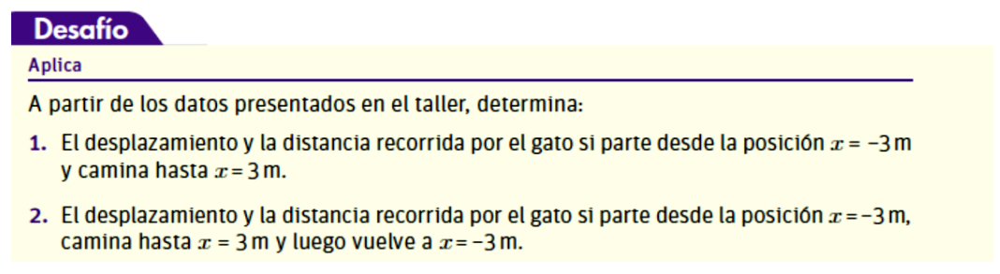 Desafío
Aplica
A partir de los datos presentados en el taller, determina:
1. El desplazamiento y la distancia recorrida por el gato si parte desde la posición x = −3 m
y camina hasta x = 3 m.
2. El desplazamiento y la distancia recorrida por el gato si parte desde la posición x = −3 m,
camina hasta x = 3 m y luego vuelve a x = −3 m.